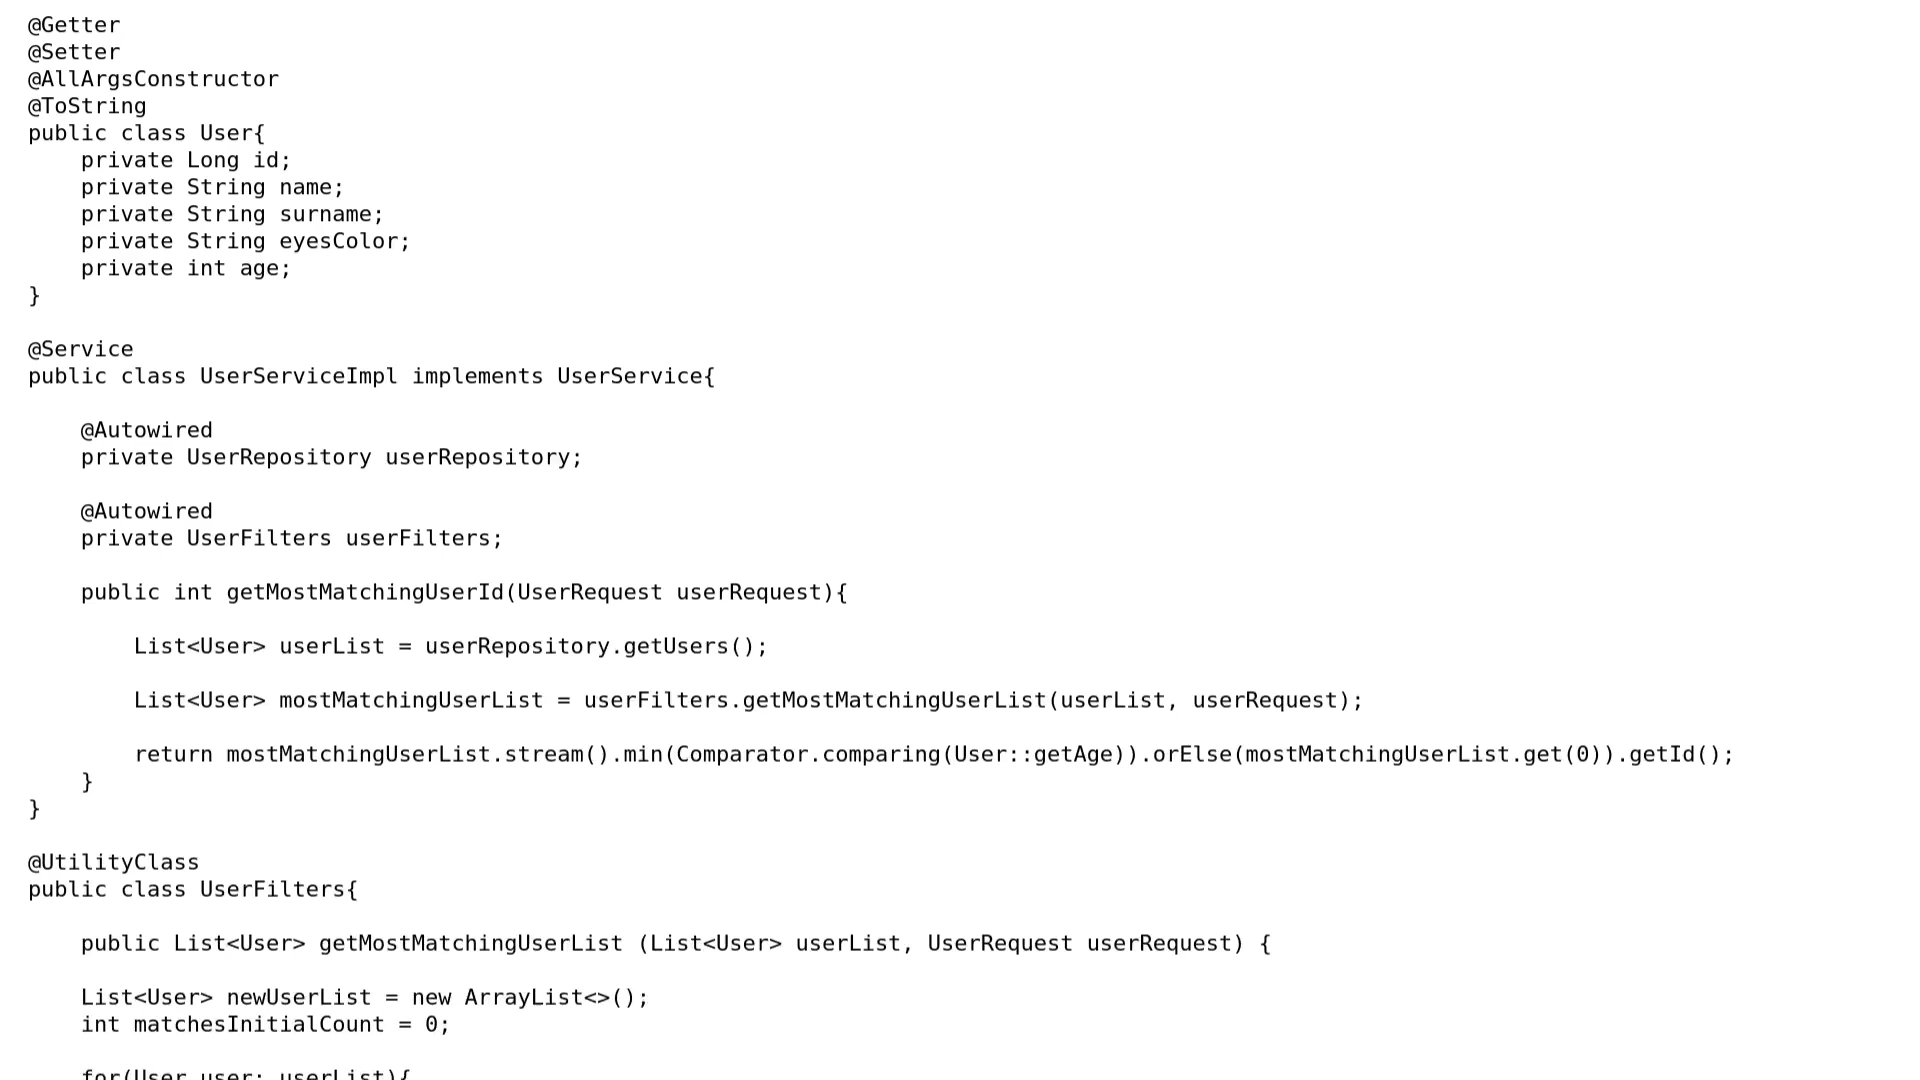 @Getter
@Setter
@AllArgsConstructor
@ToString
public class User{
    private Long id;
    private String name;
    private String surname;
    private String eyesColor;
    private int age;
}

@Service
public class UserServiceImpl implements UserService{

    @Autowired
    private UserRepository userRepository;

    @Autowired
    private UserFilters userFilters;

    public int getMostMatchingUserId(UserRequest userRequest){

        List<User> userList = userRepository.getUsers();

        List<User> mostMatchingUserList = userFilters.getMostMatchingUserList(userList, userRequest);

        return mostMatchingUserList.stream().min(Comparator.comparing(User::getAge)).orElse(mostMatchingUserList.get(0)).getId();
    }
}

@UtilityClass
public class UserFilters{

    public List<User> getMostMatchingUserList (List<User> userList, UserRequest userRequest) {

    List<User> newUserList = new ArrayList<>();
    int matchesInitialCount = 0;

    for(User user: userList){